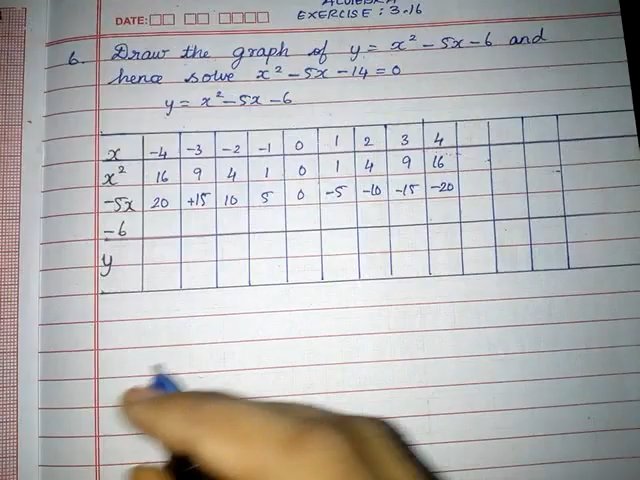 ALGEBRA
DATE:
EXERCISE : 3.16
6. Draw the graph of y = x² - 5x - 6 and
hence solve x² - 5x - 14 = 0
y = x² - 5x - 6
x -4 -3 -2 -1 0 1 2 3 4
x² 16 9 4 1 0 1 4 9 16
-5x 20 +15 10 5 0 -5 -10 -15 -20
-6
y